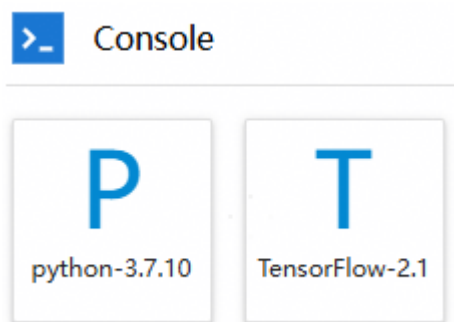 >_ Console
P
python-3.7.10
T
TensorFlow-2.1